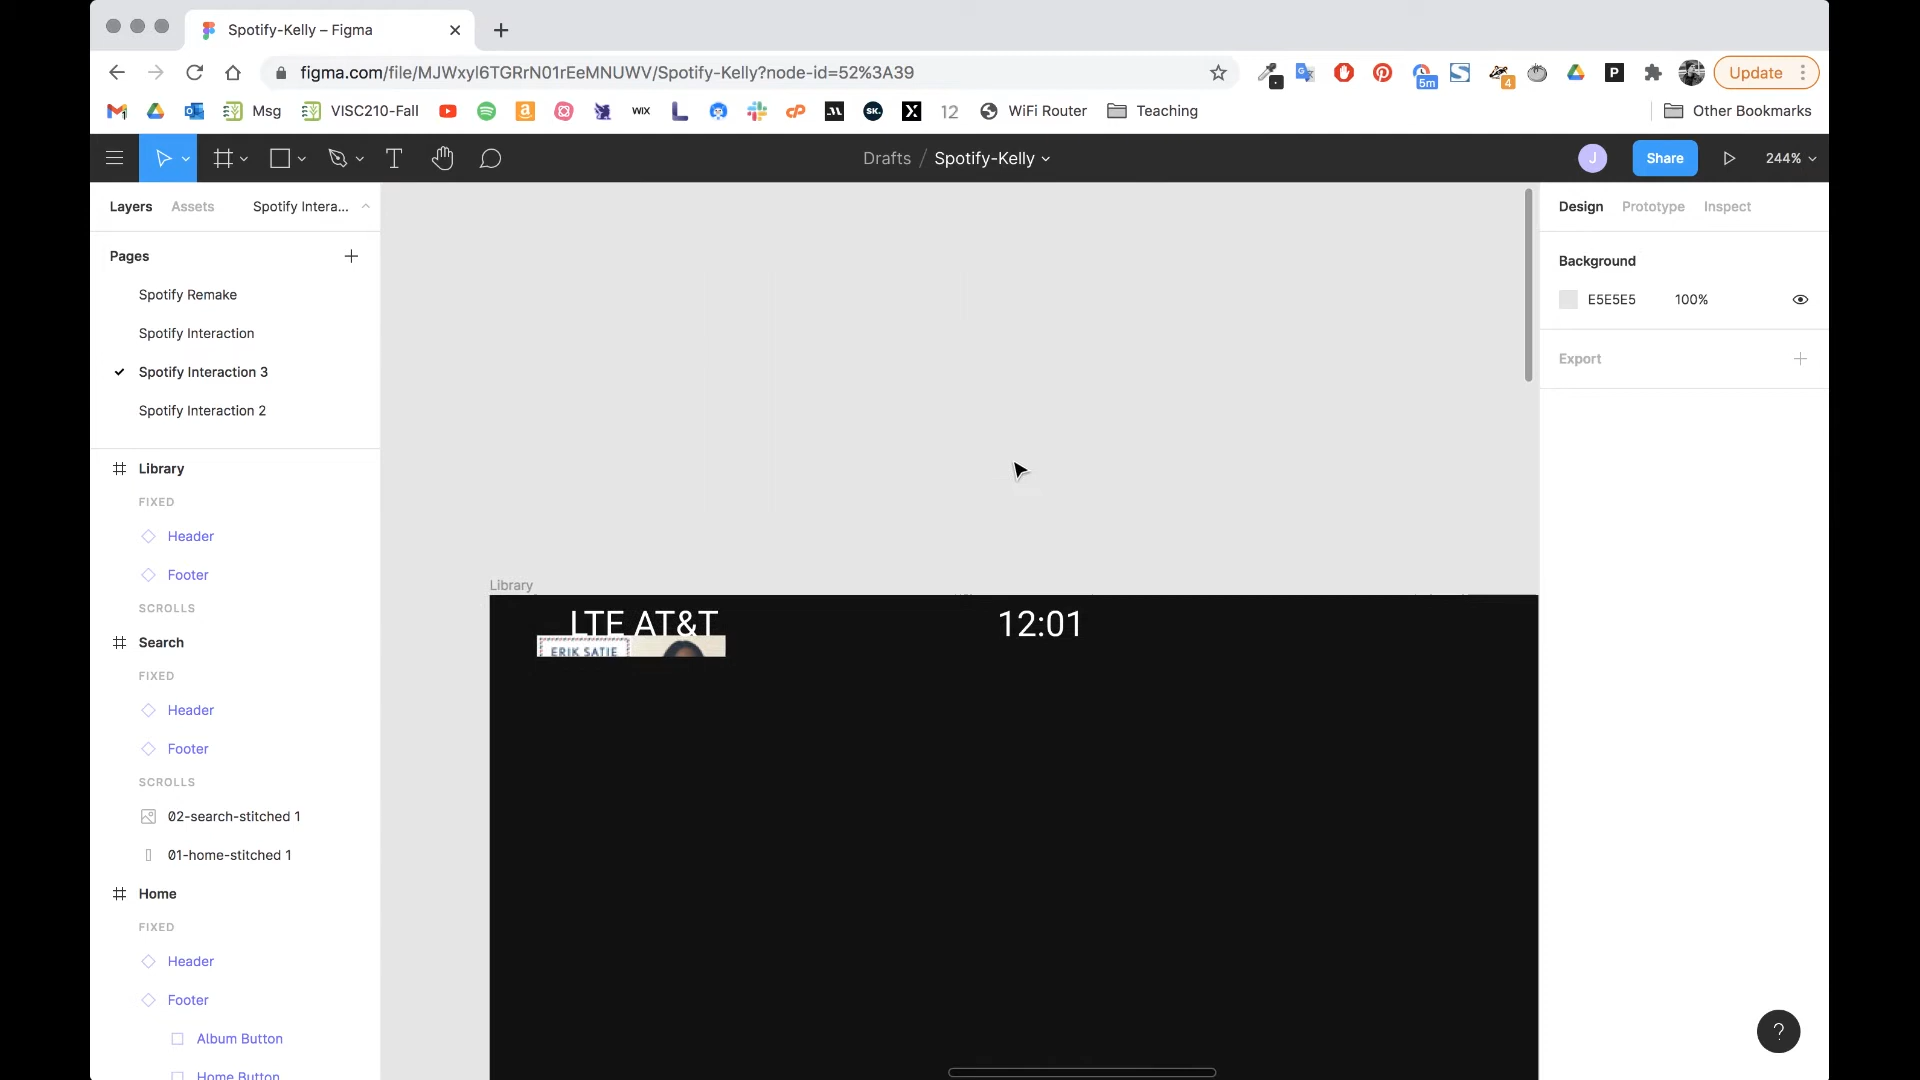 Spotify-Kelly – Figma
figma.com/file/MJWxyl6TGRrN01rEeMNUWV/Spotify-Kelly?node-id=52%3A39
5m
4
P
Update
Msg
VISC210-Fall
WIX
SK.
12
WiFi Router
Teaching
Other Bookmarks
Drafts / Spotify-Kelly
J
Share
244%
Layers
Assets
Spotify Intera...
Pages
Spotify Remake
Spotify Interaction
Spotify Interaction 3
Spotify Interaction 2
Library
FIXED
Header
Footer
SCROLLS
Search
FIXED
Header
Footer
SCROLLS
02-search-stitched 1
01-home-stitched 1
Home
FIXED
Header
Footer
Album Button
Home Button
Library
LTE AT&T
12:01
ERIK SATIE
Design
Prototype
Inspect
Background
E5E5E5
100%
Export
?